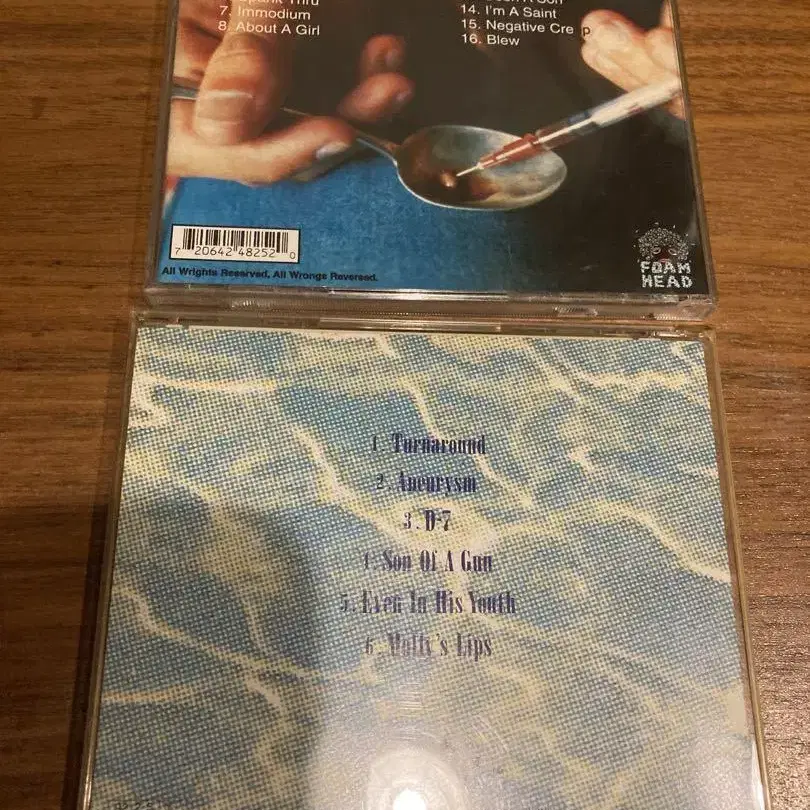 Spank Thru
7. Immodium
8. About A Girl
14. I'm A Saint
15. Negative Cre p
16. Blew
7 20642 48252 0
All Wrights Reserved, All Wrongs Reversed.
FOAM
HEAD
1. Turnaround
2. Aneurysm
3. D-7
4. Son Of A Gun
5. Even In His Youth
6. Molly's Lips